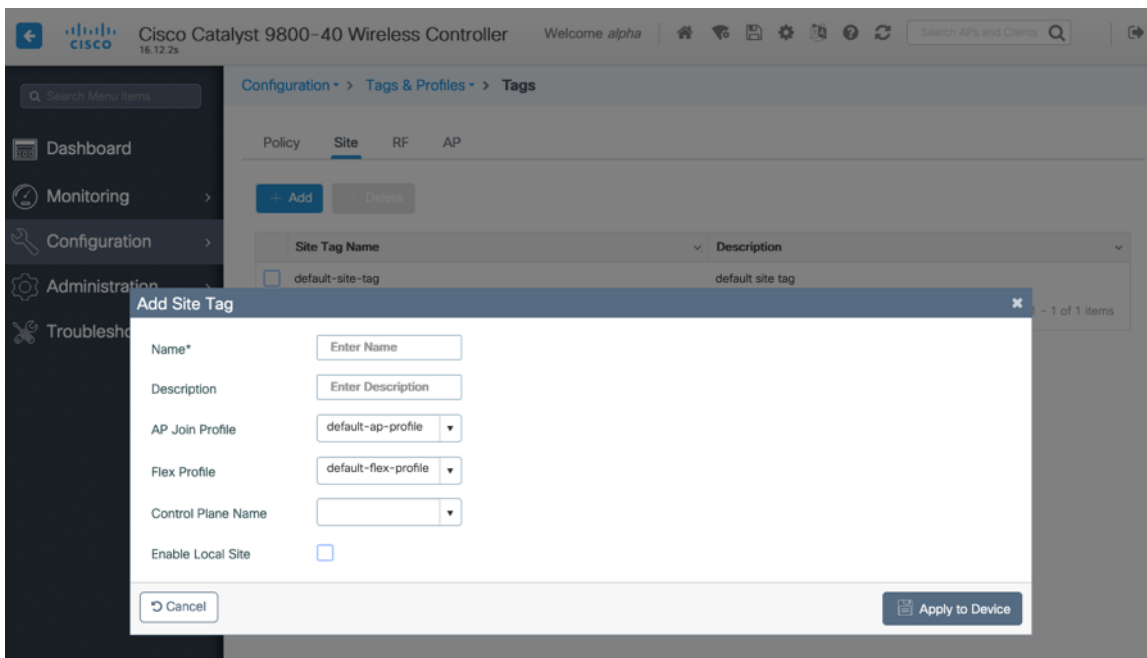 CISCO Cisco Catalyst 9800-40 Wireless Controller Welcome alpha Search APs and Clients
16.12.2s
Search Menu Items Configuration > Tags & Profiles > Tags
Dashboard Policy Site RF AP
Monitoring >
+ Add Delete
Configuration >
Site Tag Name Description
default-site-tag default site tag
Administration
1 - 1 of 1 items
Add Site Tag
Name* Enter Name
Description Enter Description
AP Join Profile default-ap-profile
Flex Profile default-flex-profile
Control Plane Name
Enable Local Site
Cancel Apply to Device